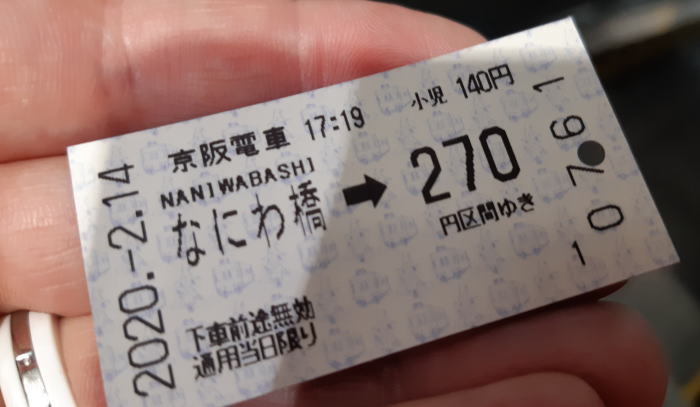 京阪電車 17:19
小児 140円
NANIWABASHI
なにわ橋 ➡ 270
円区間ゆき
下車前途無効
通用当日限り
2020.-2.14
1076
1